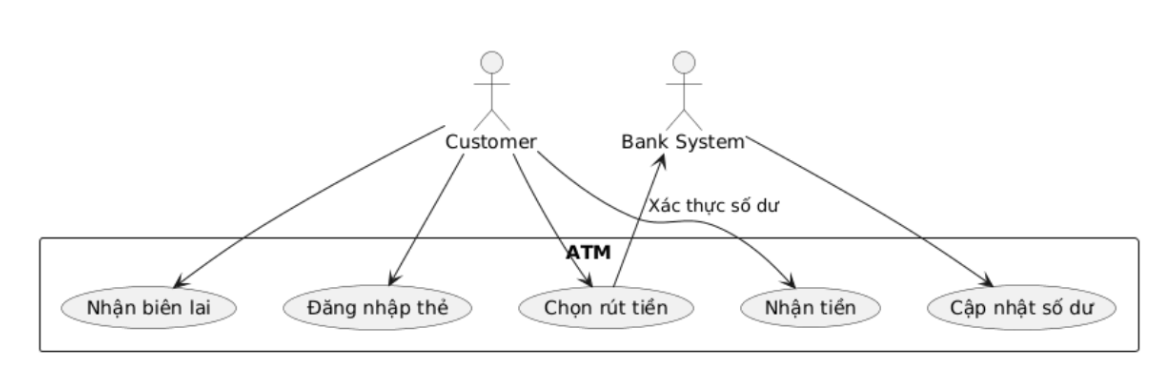 Customer
Bank System
Xác thực số dư
ATM
Nhận biên lai
Đăng nhập thẻ
Chọn rút tiền
Nhận tiền
Cập nhật số dư